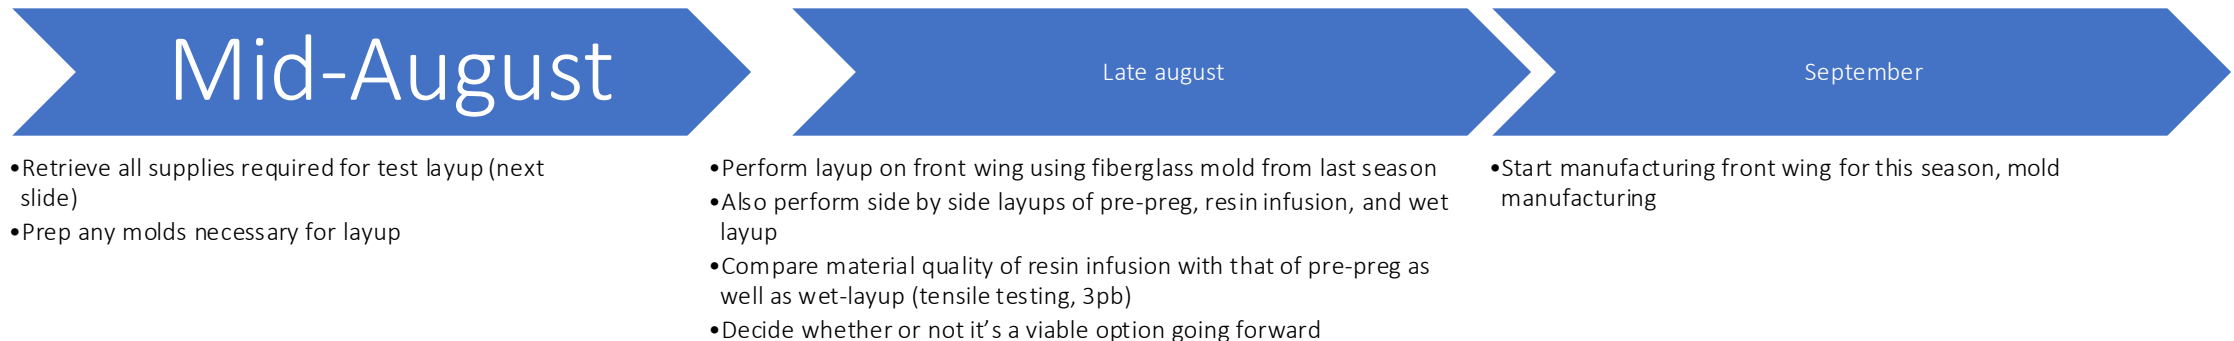 Mid-August
•Retrieve all supplies required for test layup (next
slide)
•Prep any molds necessary for layup
Late august
•Perform layup on front wing using fiberglass mold from last season
•Also perform side by side layups of pre-preg, resin infusion, and wet
layup
•Compare material quality of resin infusion with that of pre-preg as
well as wet-layup (tensile testing, 3pb)
•Decide whether or not it’s a viable option going forward
September
•Start manufacturing front wing for this season, mold
manufacturing